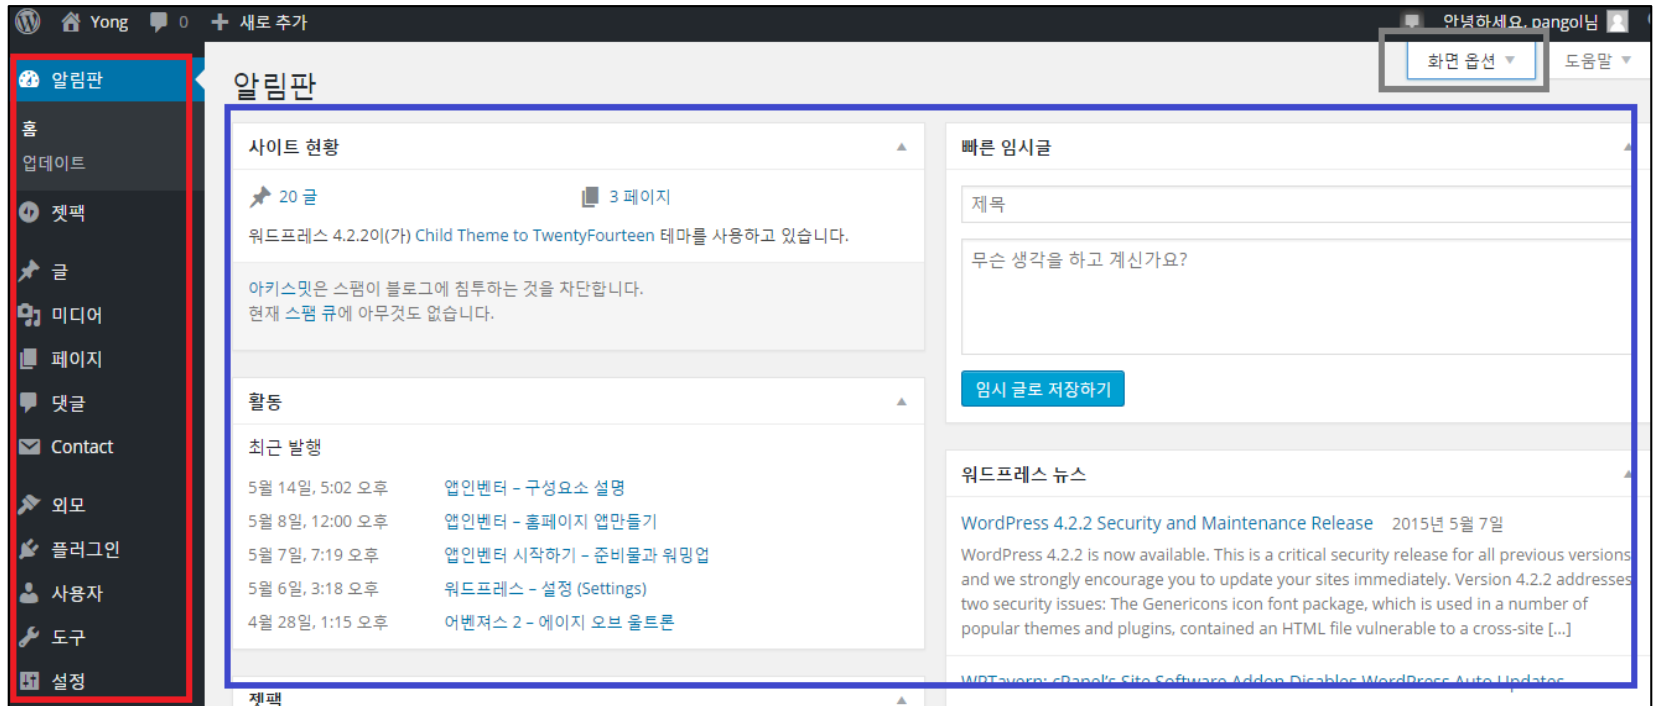 Yong 0 새로 추가
안녕하세요, pangol님
화면 옵션
도움말
알림판
홈
업데이트
젯팩
글
미디어
페이지
댓글
Contact
외모
플러그인
사용자
도구
설정
알림판
사이트 현황
20 글
3 페이지
워드프레스 4.2.2이(가) Child Theme to TwentyFourteen 테마를 사용하고 있습니다.
아키스밋은 스팸이 블로그에 침투하는 것을 차단합니다.
현재 스팸 큐에 아무것도 없습니다.
활동
최근 발행
5월 14일, 5:02 오후 앱인벤터 – 구성요소 설명
5월 8일, 12:00 오후 앱인벤터 – 홈페이지 앱만들기
5월 7일, 7:19 오후 앱인벤터 시작하기 – 준비물과 워밍업
5월 6일, 3:18 오후 워드프레스 – 설정 (Settings)
4월 28일, 1:15 오후 어벤져스 2 – 에이지 오브 울트론
젯팩
빠른 임시글
제목
무슨 생각을 하고 계신가요?
임시 글로 저장하기
워드프레스 뉴스
WordPress 4.2.2 Security and Maintenance Release 2015년 5월 7일
WordPress 4.2.2 is now available. This is a critical security release for all previous versions
and we strongly encourage you to update your sites immediately. Version 4.2.2 addresses
two security issues: The Genericons icon font package, which is used in a number of
popular themes and plugins, contained an HTML file vulnerable to a cross-site […]
WPTavern: cPanel's Site Software Addon Disables WordPress Auto Updates